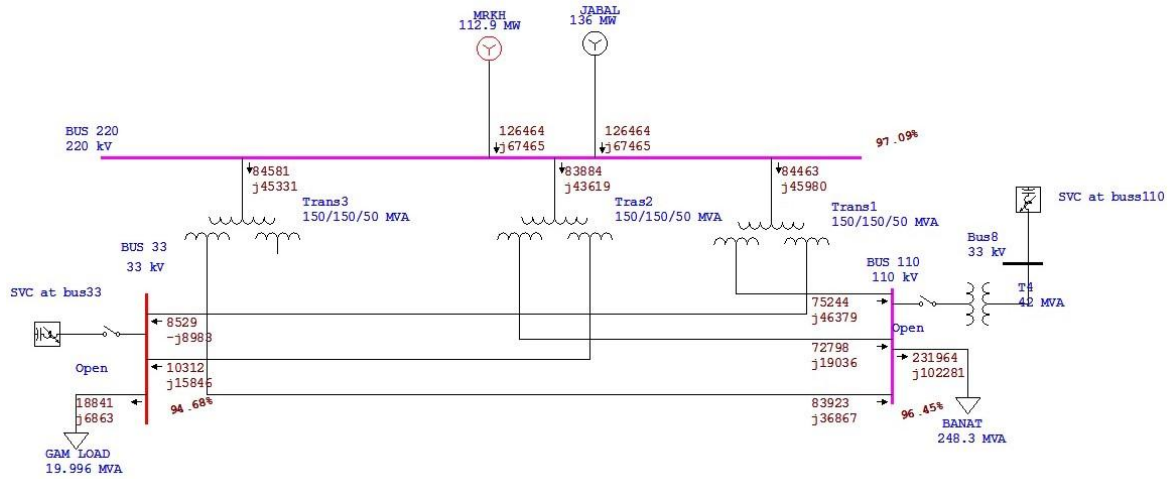 MRKH
112.9 MW
JABAL
136 MW
BUS 220
220 kV
126464
j67465
126464
j67465
97.09%
84581
j45331
83884
j43619
84463
j45980
Trans3
150/150/50 MVA
Tras2
150/150/50 MVA
Trans1
150/150/50 MVA
SVC at buss110
Bus8
33 kV
BUS 33
33 kV
BUS 110
110 kV
SVC at bus33
T4
42 MVA
75244
j46379
8529
-j8983
Open
72798
j19036
231964
j102281
Open
10312
j15846
18841
j6863
94.68%
83923
j36867
96.45%
BANAT
248.3 MVA
GAM LOAD
19.996 MVA